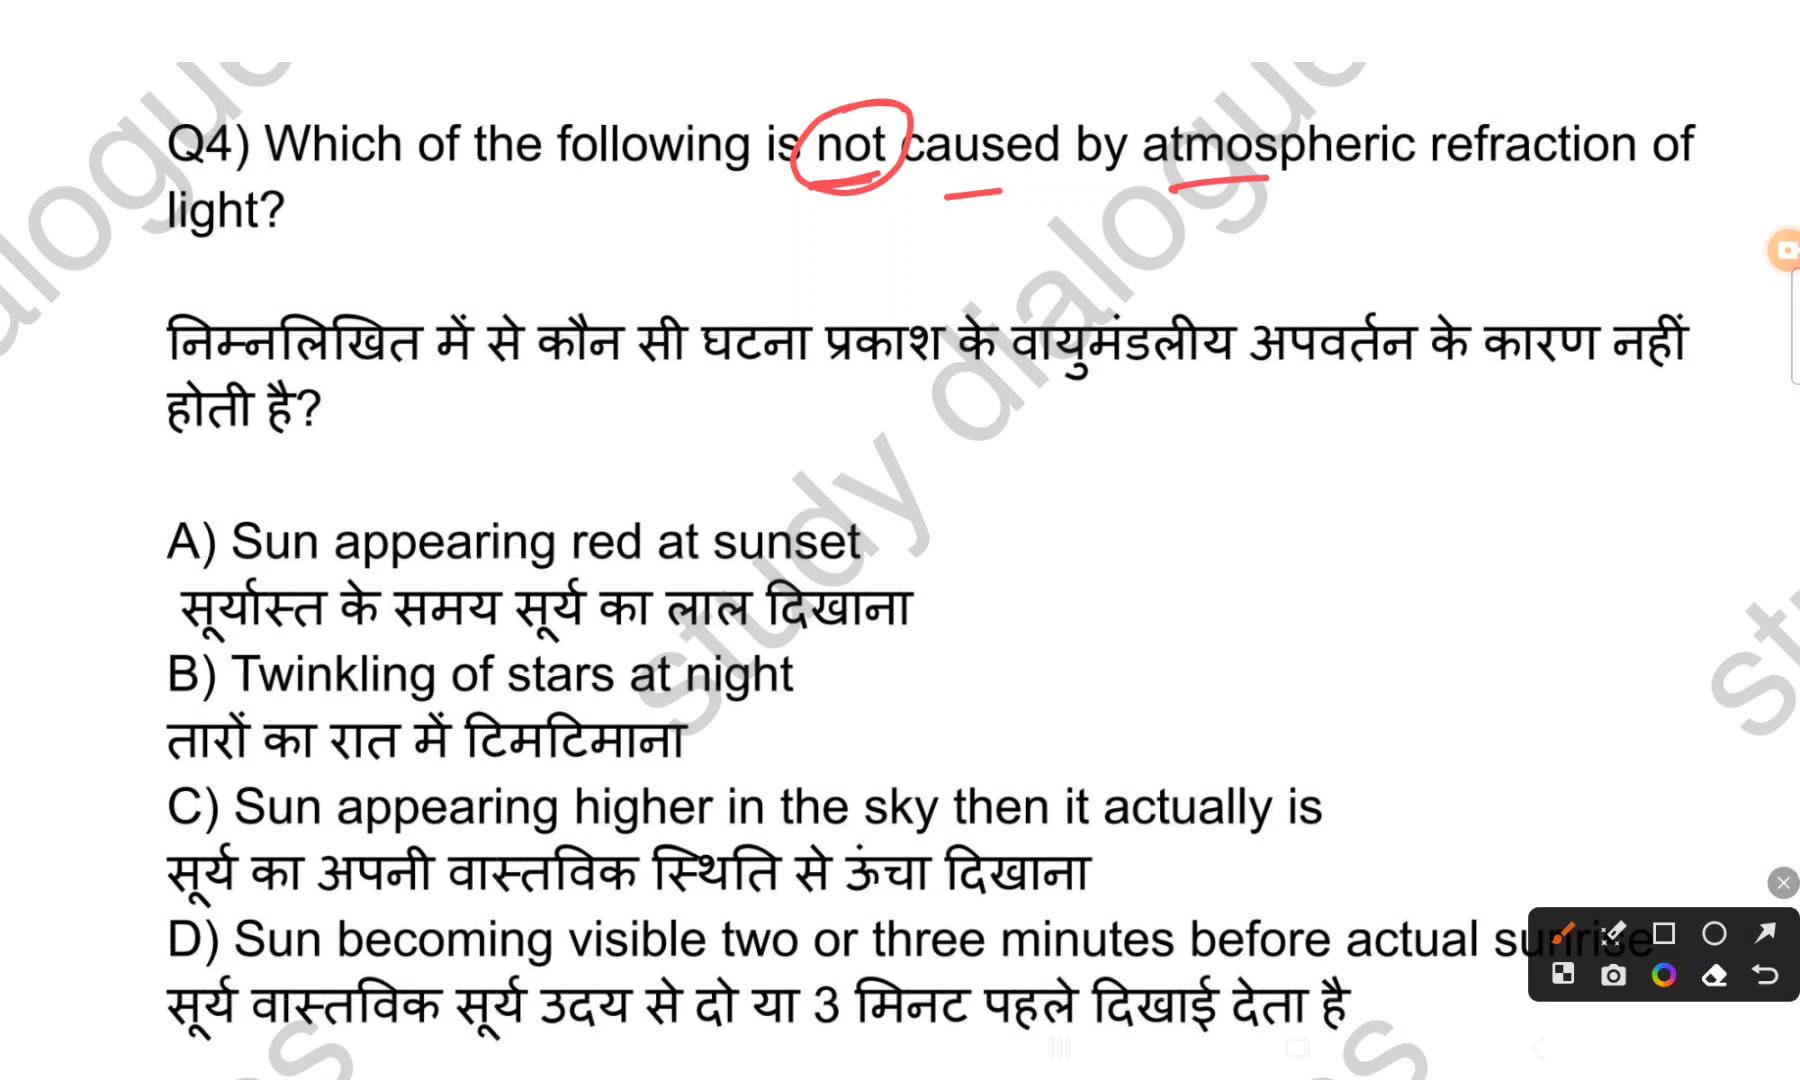 Q4) Which of the following is not caused by atmospheric refraction of
light?
निम्नलिखित में से कौन सी घटना प्रकाश के वायुमंडलीय अपवर्तन के कारण नहीं
होती है?
A) Sun appearing red at sunset
सूर्यास्त के समय सूर्य का लाल दिखाना
B) Twinkling of stars at night
तारों का रात में टिमटिमाना
C) Sun appearing higher in the sky then it actually is
सूर्य का अपनी वास्तविक स्थिति से ऊंचा दिखाना
D) Sun becoming visible two or three minutes before actual sunrise
सूर्य वास्तविक सूर्य उदय से दो या 3 मिनट पहले दिखाई देता है
study dialogue